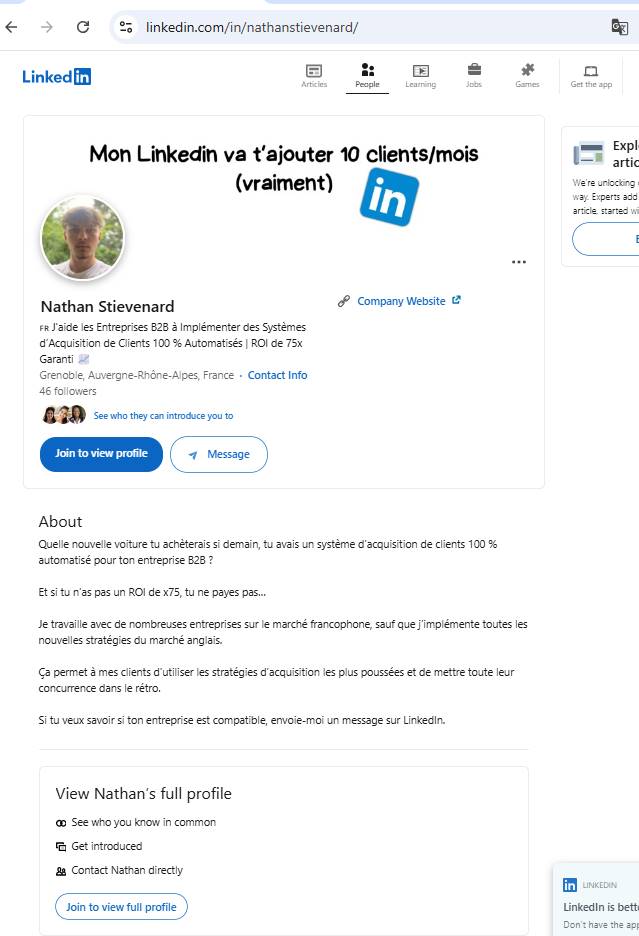 linkedin.com/in/nathanstievenard/
Linked in
Articles
People
Learning
Jobs
Games
Get the app
Mon Linkedin va t'ajouter 10 clients/mois
(vraiment)
in
Nathan Stievenard
FR J'aide les Entreprises B2B à Implémenter des Systèmes
d'Acquisition de Clients 100 % Automatisés | ROI de 75x
Garanti
Grenoble, Auvergne-Rhône-Alpes, France · Contact Info
46 followers
See who they can introduce you to
Join to view profile
Message
Company Website
About
Quelle nouvelle voiture tu achèterais si demain, tu avais un système d'acquisition de clients 100 %
automatisé pour ton entreprise B2B ?
Et si tu n'as pas un ROI de x75, tu ne payes pas...
Je travaille avec de nombreuses entreprises sur le marché francophone, sauf que j'implémente toutes les
nouvelles stratégies du marché anglais.
Ça permet à mes clients d'utiliser les stratégies d'acquisition les plus poussées et de mettre toute leur
concurrence dans le rétro.
Si tu veux savoir si ton entreprise est compatible, envoie-moi un message sur LinkedIn.
View Nathan's full profile
See who you know in common
Get introduced
Contact Nathan directly
Join to view full profile
We're unlocking
way. Experts add
article, started
in LINKEDIN
LinkedIn is
Don't have the